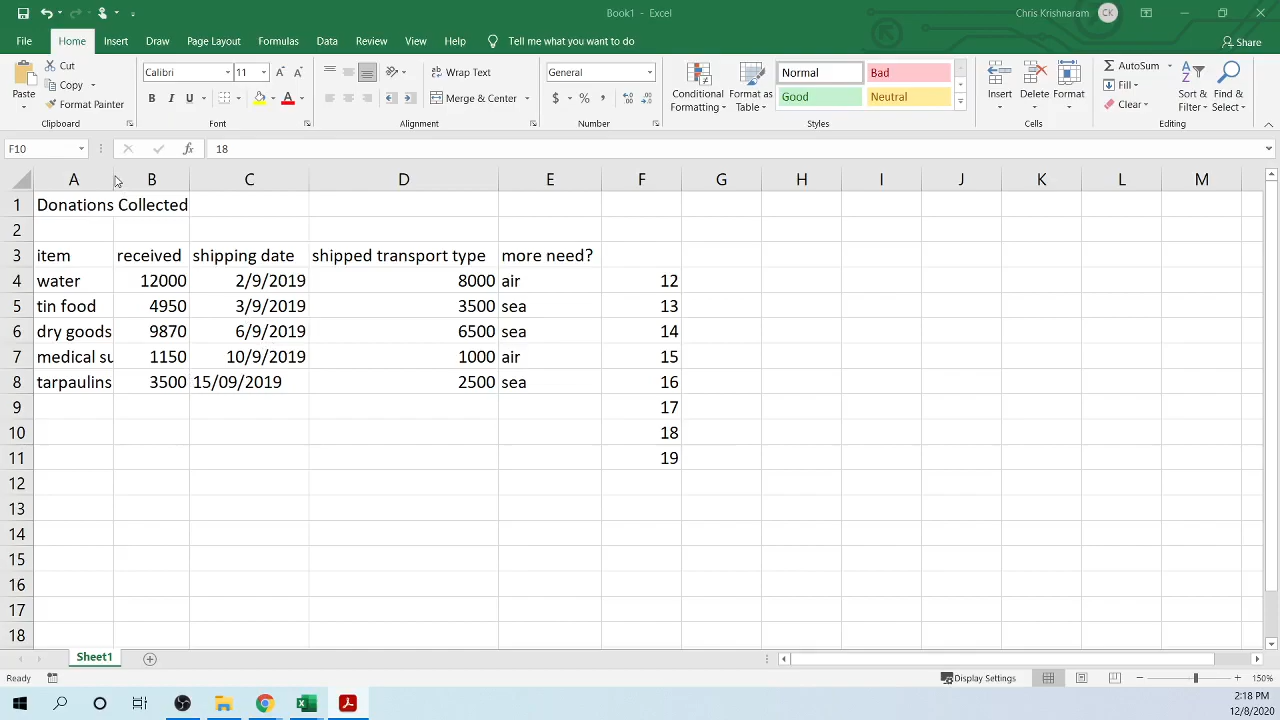 Book1 - Excel
Chris Krishnaram CK
File Home Insert Draw Page Layout Formulas Data Review View Help Tell me what you want to do Share
Cut Calibri 11 Wrap Text General Normal Bad AutoSum
Paste Copy Conditional Formatting Format as Table Insert Delete Format Fill Sort & Filter Find & Select
Format Painter B I U Merge & Center $ % , Good Neutral Clear
Clipboard Font Alignment Number Styles Cells Editing
F10 fx 18
A B C D E F G H I J K L M
1 Donations Collected
2
3 item received shipping date shipped transport type more need?
4 water 12000 2/9/2019 8000 air 12
5 tin food 4950 3/9/2019 3500 sea 13
6 dry goods 9870 6/9/2019 6500 sea 14
7 medical su 1150 10/9/2019 1000 air 15
8 tarpaulins 3500 15/09/2019 2500 sea 16
9 17
10 18
11 19
12
13
14
15
16
17
18
Sheet1
Ready Display Settings 150%
2:18 PM
12/8/2020